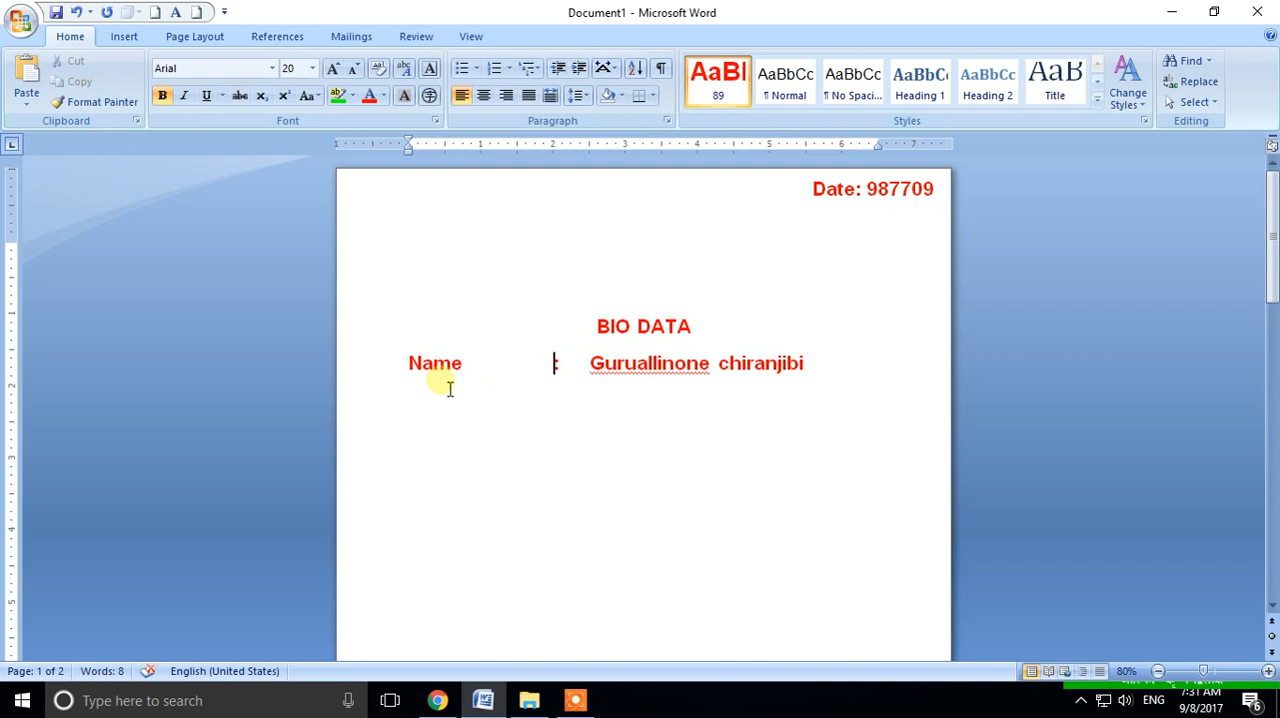 Document1 - Microsoft Word
Home Insert Page Layout References Mailings Review View
Paste
Cut
Copy
Format Painter
Clipboard
Arial 20
Font
Paragraph
AaBl AaBbCc AaBbCc AaBbCc AaBbCc AaB
89 ¶ Normal ¶ No Spaci... Heading 1 Heading 2 Title
Change Styles
Styles
Find
Replace
Select
Editing
Date: 987709
BIO DATA
Name : Guruallinone chiranjibi
Page: 1 of 2 Words: 8 English (United States) 80%
Type here to search
ENG
7:31 AM
9/8/2017
6